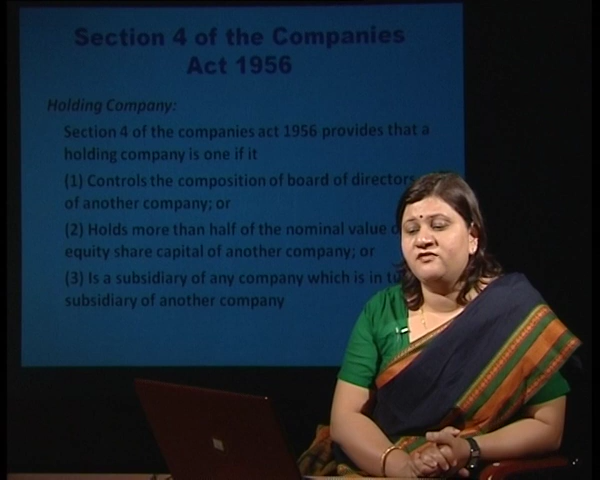 Section 4 of the Companies
Act 1956
Holding Company:
Section 4 of the companies act 1956 provides that a
holding company is one if it
(1) Controls the composition of board of directors
of another company; or
(2) Holds more than half of the nominal value
equity share capital of another company; or
(3) Is a subsidiary of any company which is in
subsidiary of another company